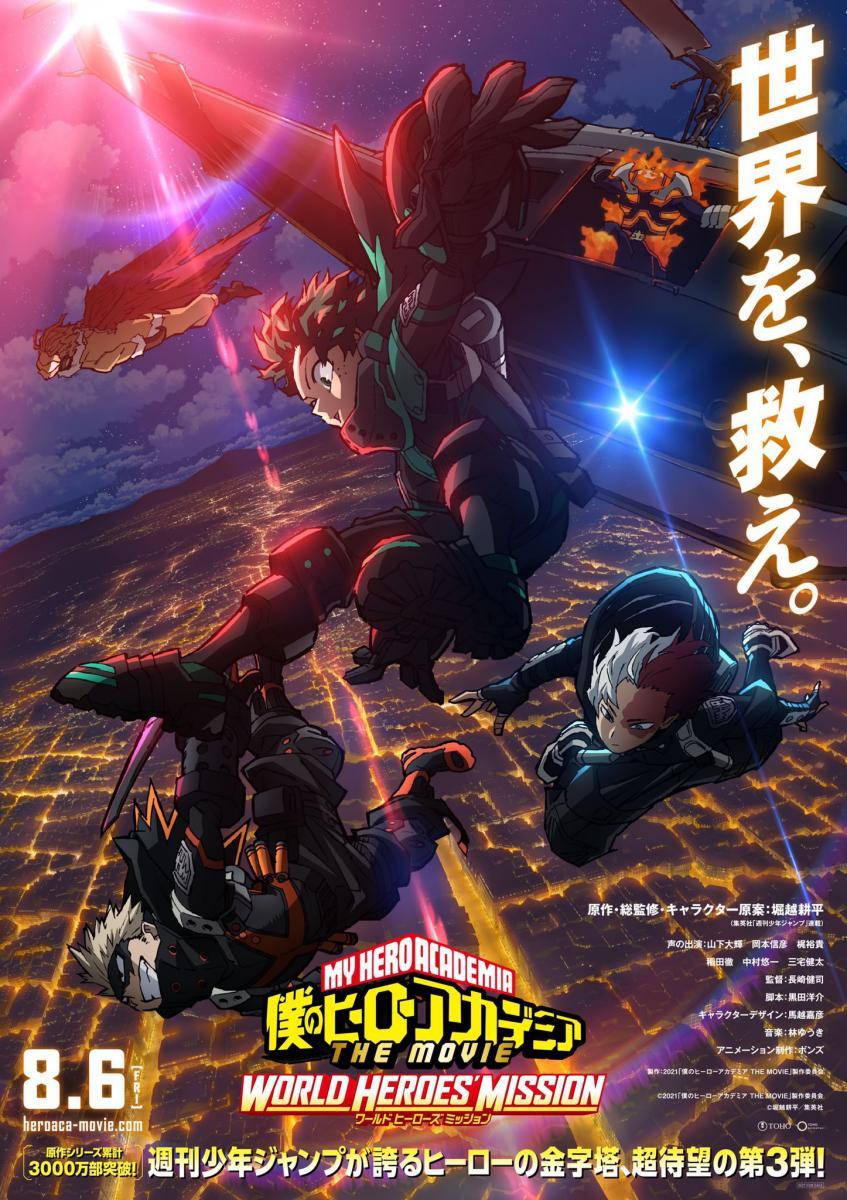 世界を、救え。
原作・総監修・キャラクター原案：堀越耕平
（集英社「週刊少年ジャンプ」連載）
声の出演：山下大輝 岡本信彦 梶裕貴
稲田徹 中村悠一 三宅健太
監督：長崎健司
脚本：黒田洋介
キャラクターデザイン：馬越嘉彦
音楽：林ゆうき
アニメーション制作：ボンズ
製作：2021「僕のヒーローアカデミア THE MOVIE」製作委員会
©2021「僕のヒーローアカデミア THE MOVIE」製作委員会
©堀越耕平／集英社
TOHO
MY HERO ACADEMIA
僕のヒーローアカデミア
THE MOVIE
WORLD HEROES' MISSION
ワールド ヒーローズ ミッション
8.6[FRI]
heroaca-movie.com
原作シリーズ累計
3000万部突破!
週刊少年ジャンプが誇るヒーローの金字塔、超待望の第3弾!